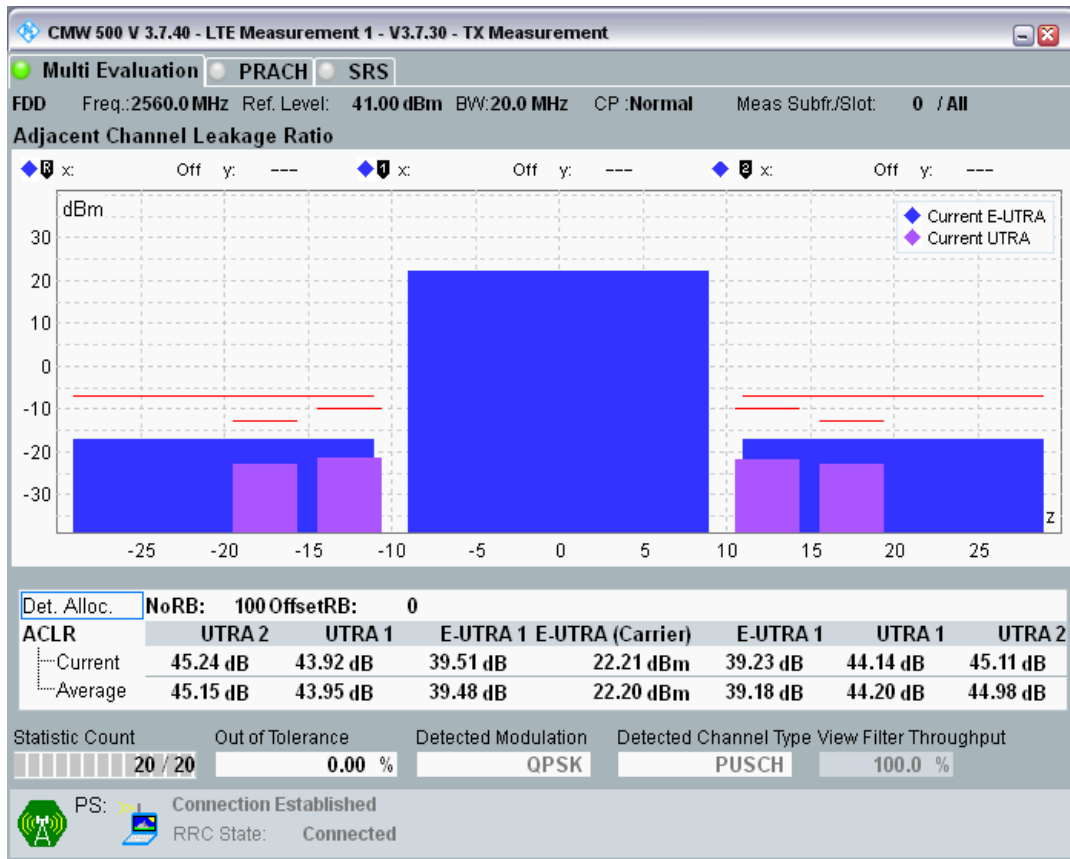 CMW 500 V 3.7.40 - LTE Measurement 1 - V3.7.30 - TX Measurement
Multi Evaluation PRACH SRS
FDD Freq.:2560.0 MHz Ref. Level: 41.00 dBm BW:20.0 MHz CP :Normal Meas Subfr./Slot: 0 / All
Adjacent Channel Leakage Ratio
R x: Off y: --- 1 x: Off y: --- 2 x: Off y: ---
dBm
Current E-UTRA
Current UTRA
30
20
10
0
-10
-20
-30
z
-25 -20 -15 -10 -5 0 5 10 15 20 25
Det. Alloc. NoRB: 100 OffsetRB: 0
ACLR UTRA 2 UTRA 1 E-UTRA 1 E-UTRA (Carrier) E-UTRA 1 UTRA 1 UTRA 2
Current 45.24 dB 43.92 dB 39.51 dB 22.21 dBm 39.23 dB 44.14 dB 45.11 dB
Average 45.15 dB 43.95 dB 39.48 dB 22.20 dBm 39.18 dB 44.20 dB 44.98 dB
Statistic Count Out of Tolerance Detected Modulation Detected Channel Type View Filter Throughput
20 / 20 0.00 % QPSK PUSCH 100.0 %
PS: Connection Established
RRC State: Connected